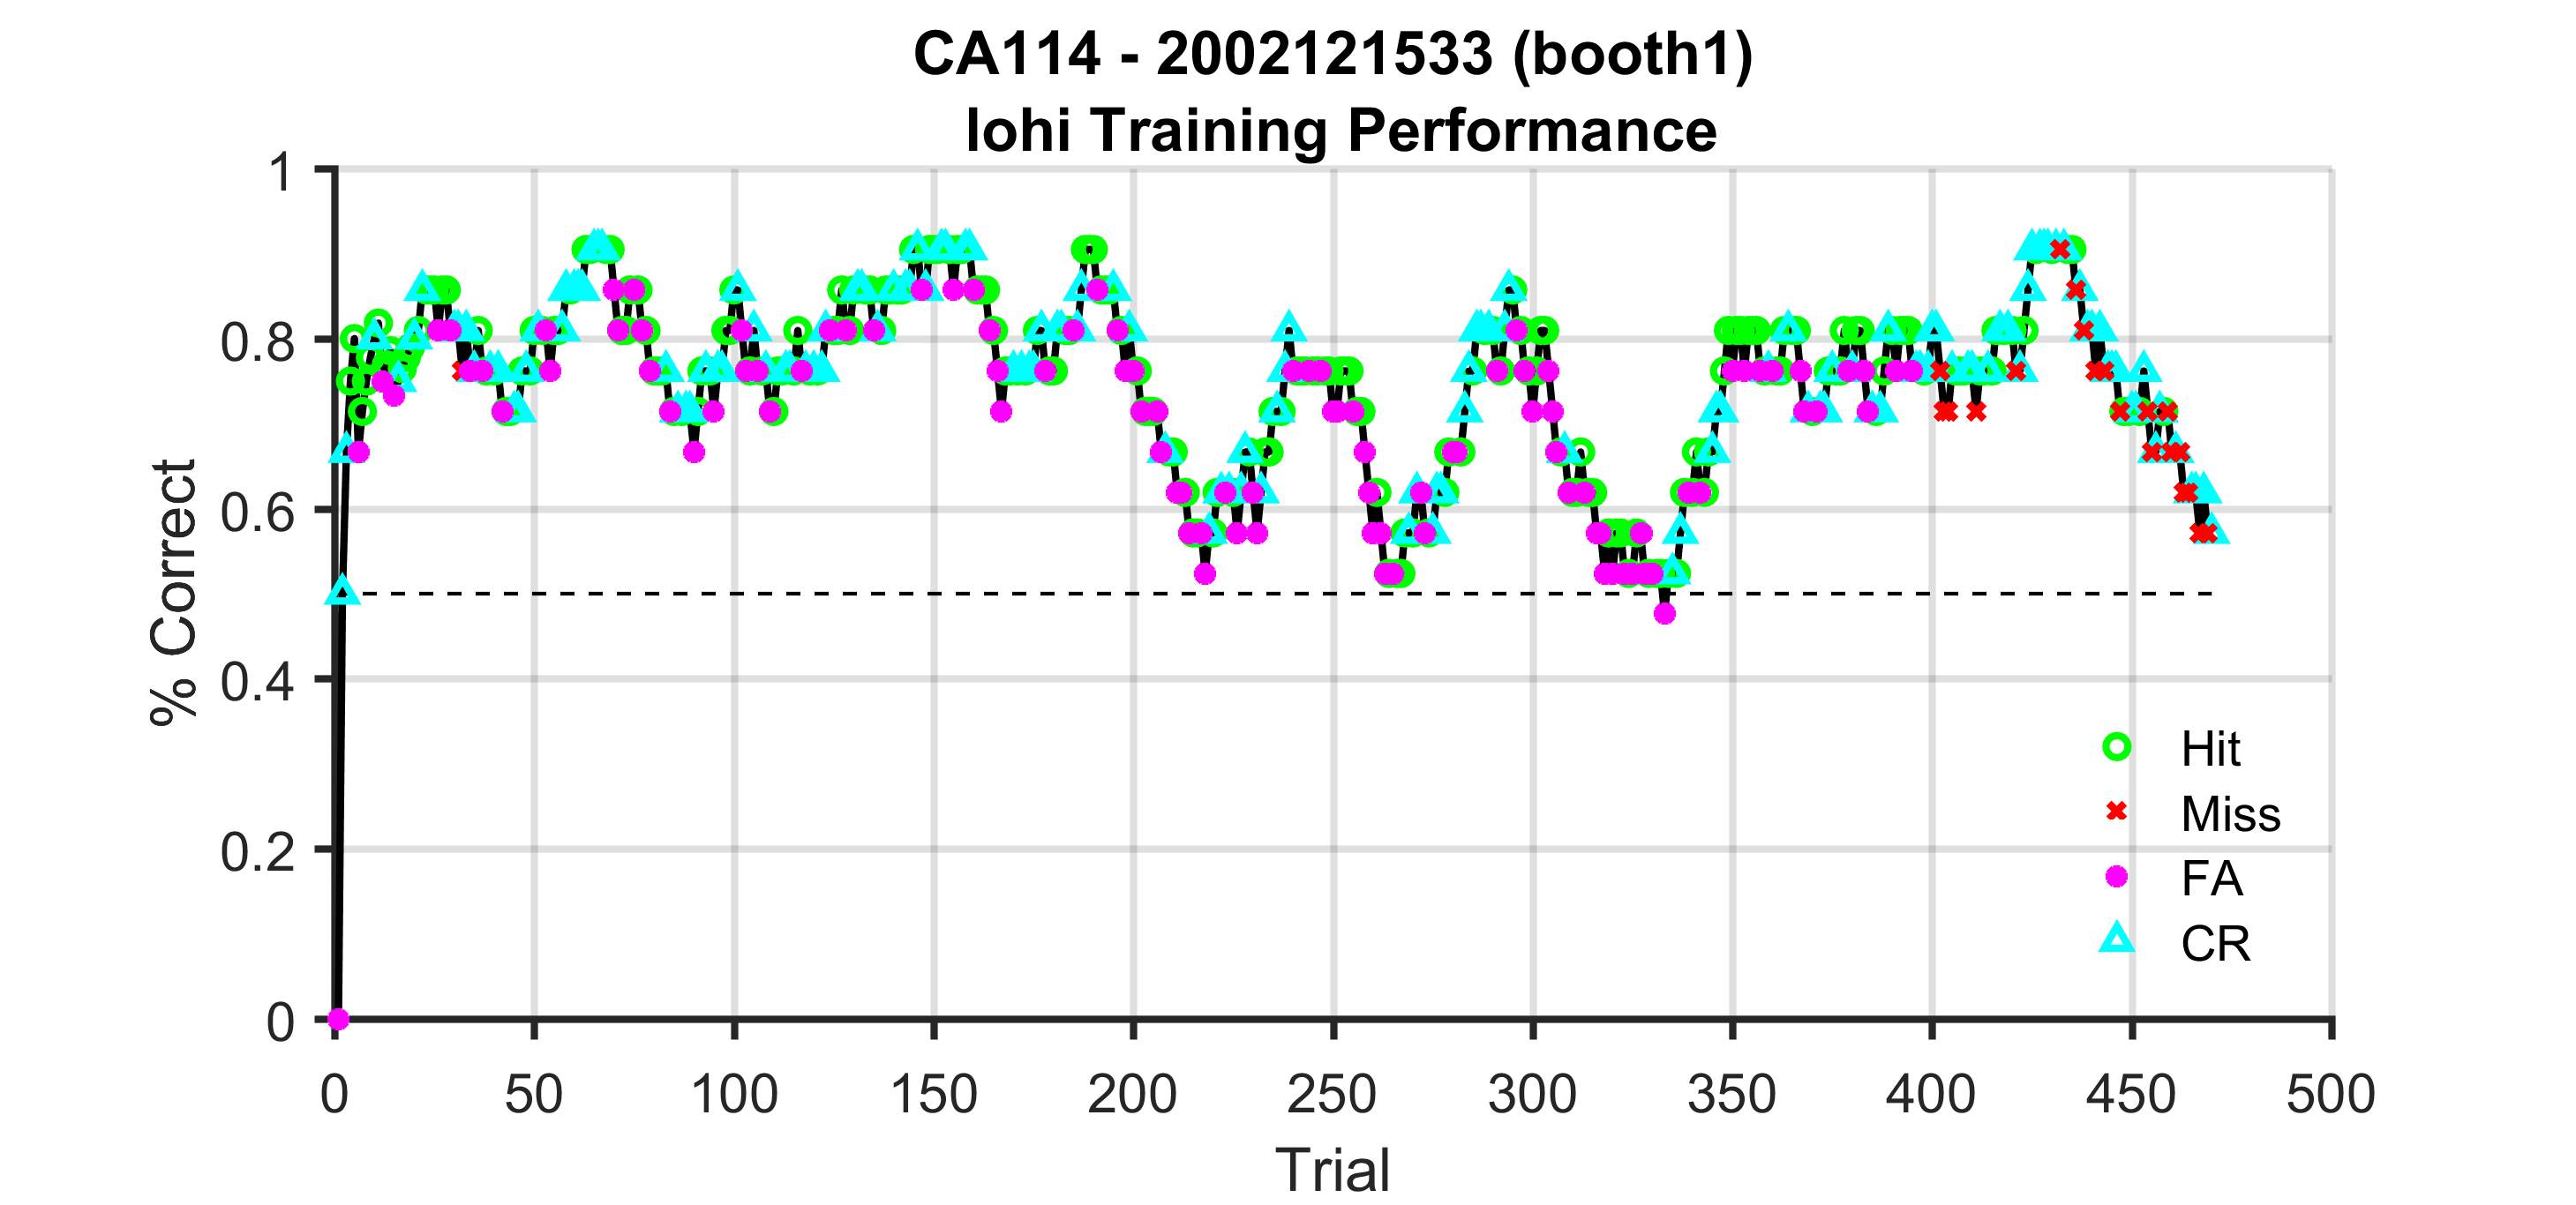 CA114 - 2002121533 (booth1)
lohi Training Performance
1
0.8
0.6
0.4
0.2
0
% Correct
0 50 100 150 200 250 300 350 400 450 500
Trial
Hit
Miss
FA
CR